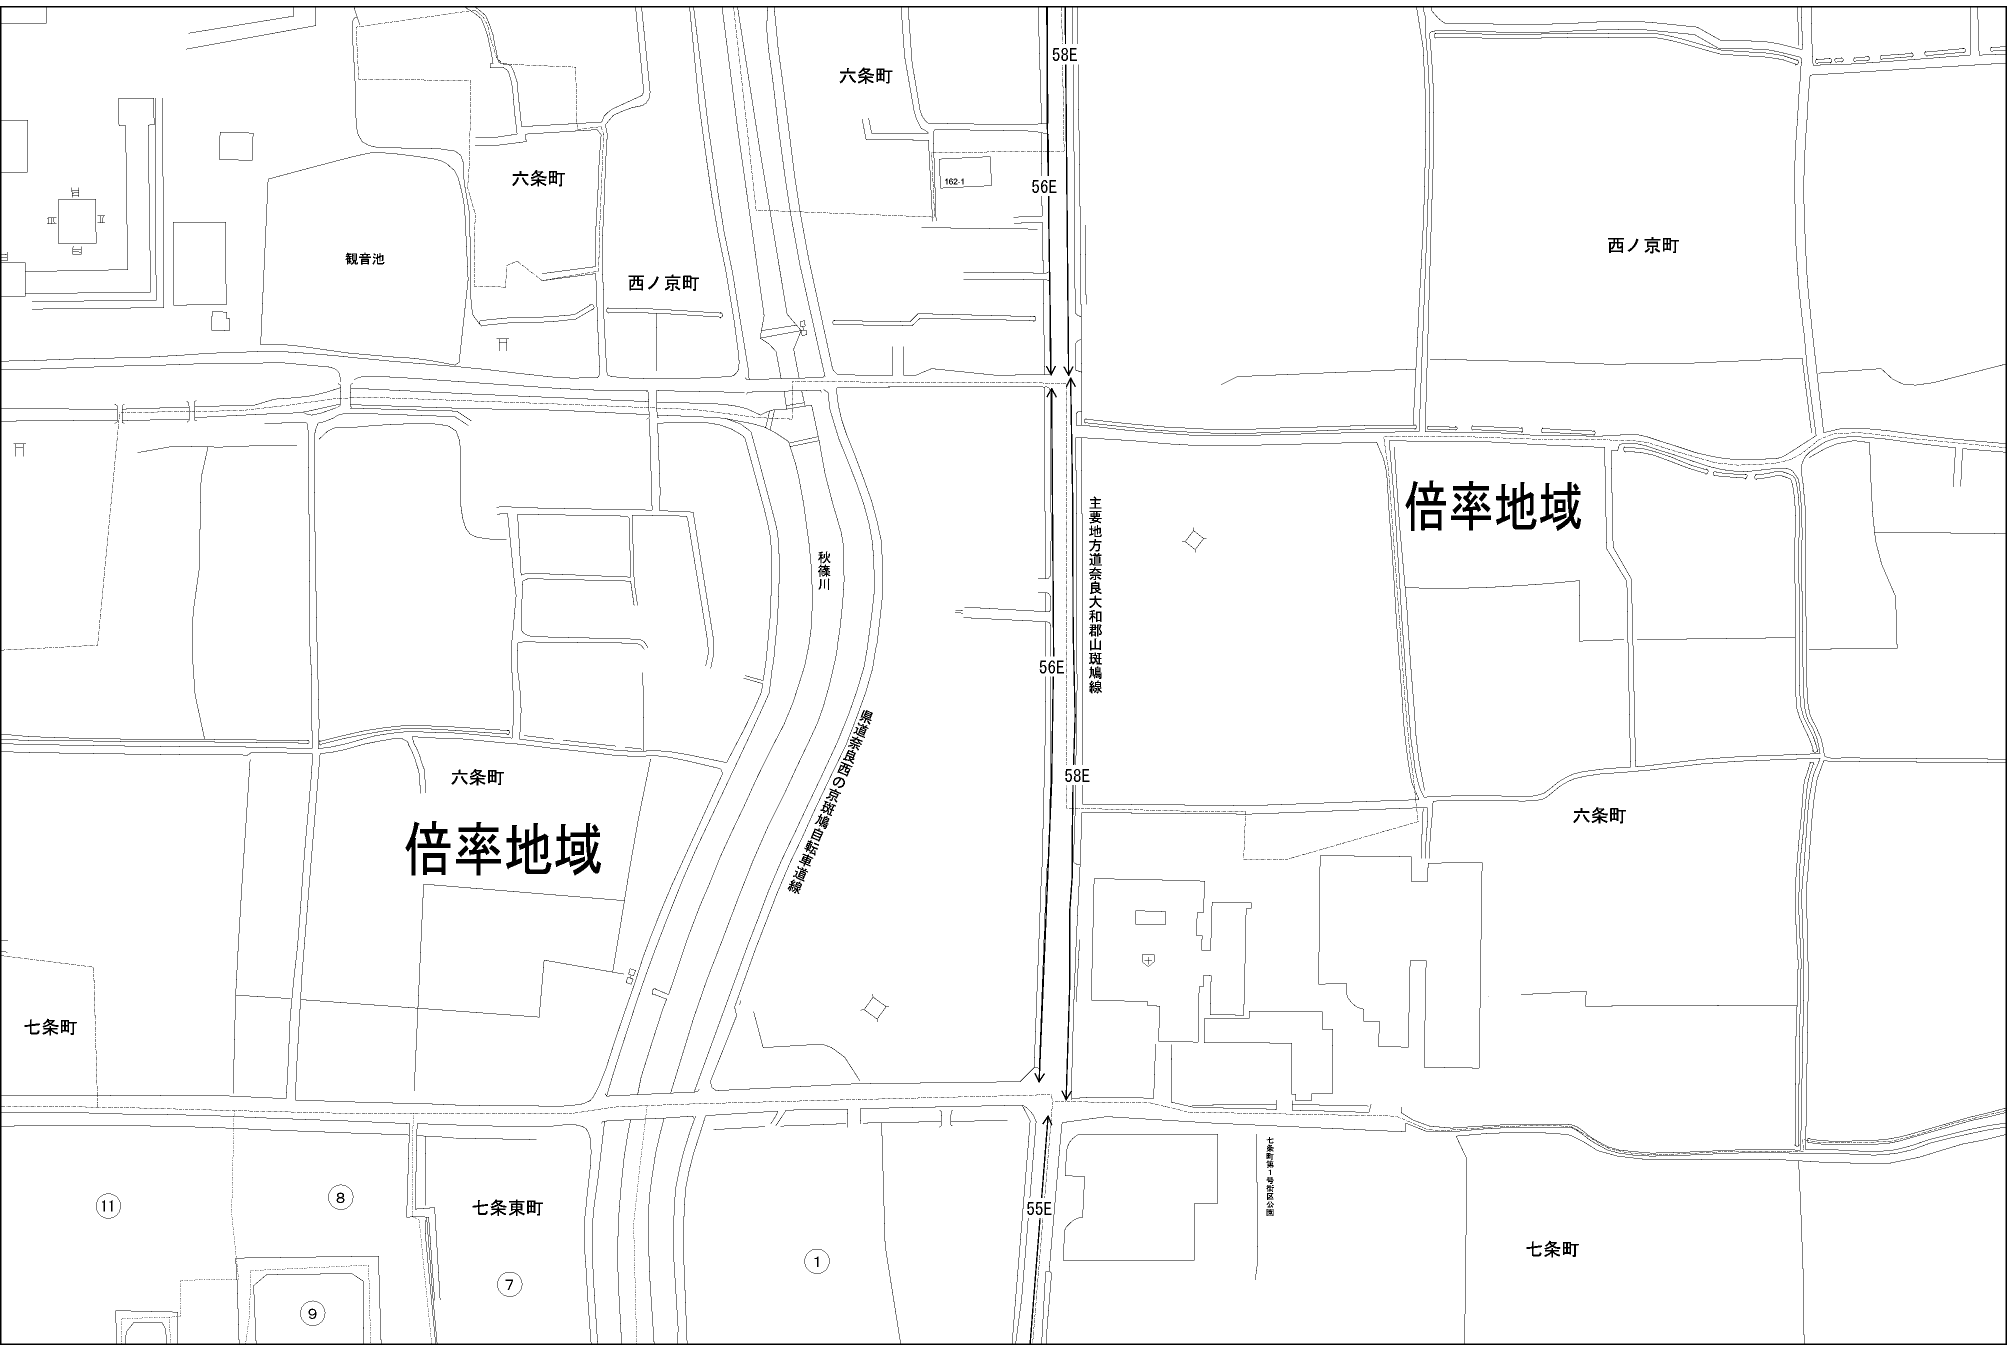 58E
六条町
六条町
162-1
56E
西ノ京町
観音池
西ノ京町
倍率地域
主要地方道奈良大和郡山斑鳩線
秋篠川
56E
県道奈良西の京斑鳩自転車道線
58E
六条町
六条町
倍率地域
七条町
七条町第1号街区公園
11
8
七条東町
55E
七条町
1
7
9